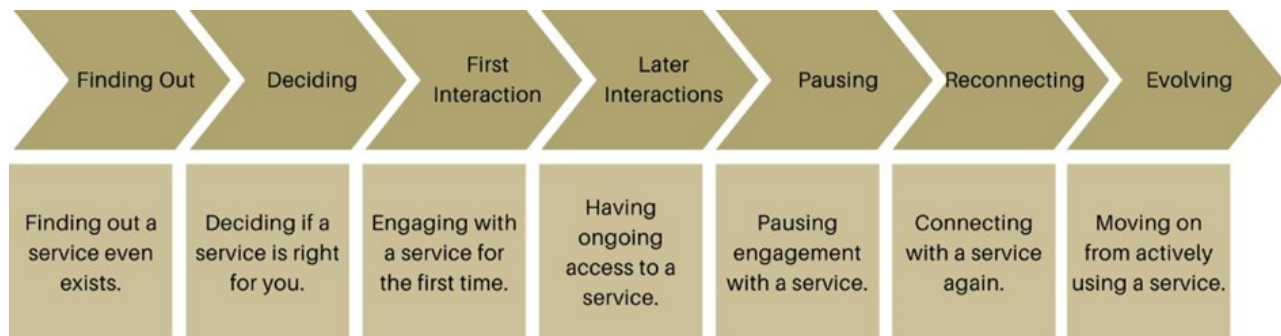 Finding Out
Deciding
First
Interaction
Later
Interactions
Pausing
Reconnecting
Evolving
Finding out a
service even
exists.
Deciding if a
service is right
for you.
Engaging with
a service for
the first time.
Having
ongoing
access to a
service.
Pausing
engagement
with a service.
Connecting
with a service
again.
Moving on
from actively
using a service.